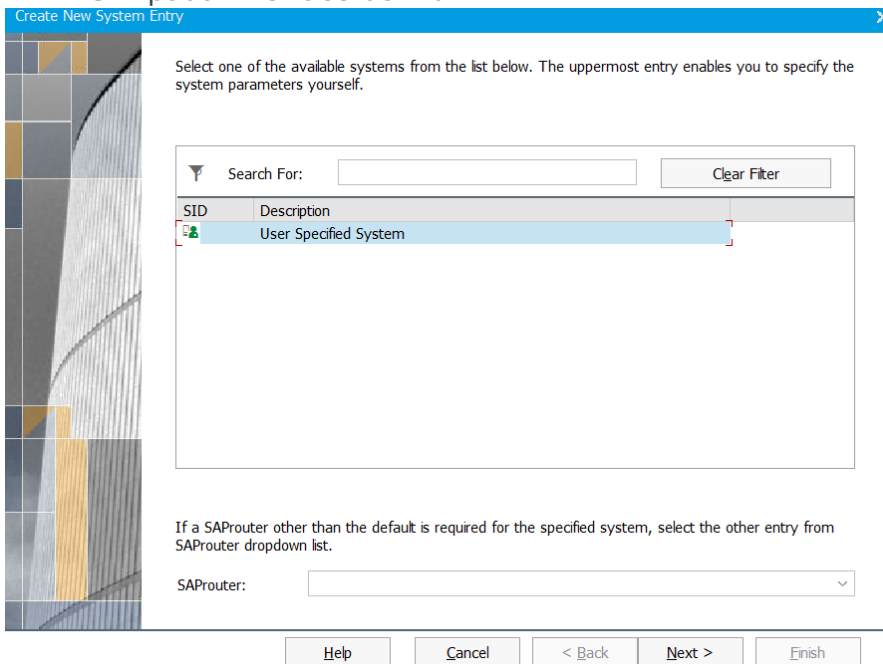 Create New System Entry
Select one of the available systems from the list below. The uppermost entry enables you to specify the
system parameters yourself.
Search For:
Clear Filter
SID Description
User Specified System
If a SAProuter other than the default is required for the specified system, select the other entry from
SAProuter dropdown list.
SAProuter:
Help Cancel < Back Next > Finish